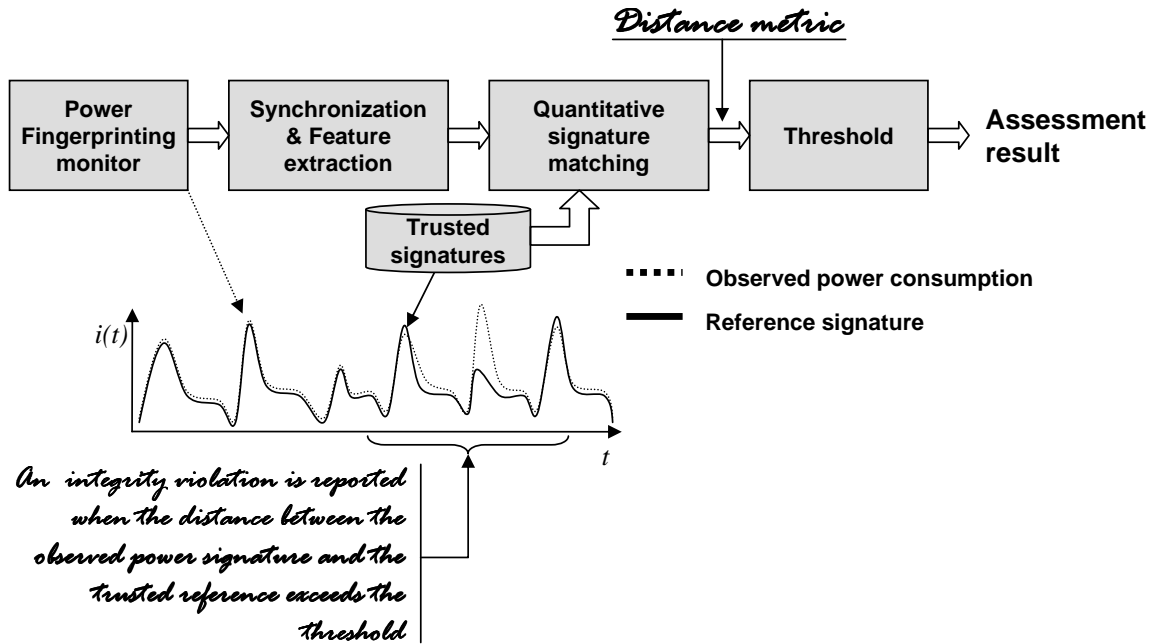 Distance metric
Power
Fingerprinting
monitor
Synchronization
& Feature
extraction
Quantitative
signature
matching
Threshold
Assessment
result
Trusted
signatures
Observed power consumption
Reference signature
i(t)
t
An integrity violation is reported
when the distance between the
observed power signature and the
trusted reference exceeds the
threshold